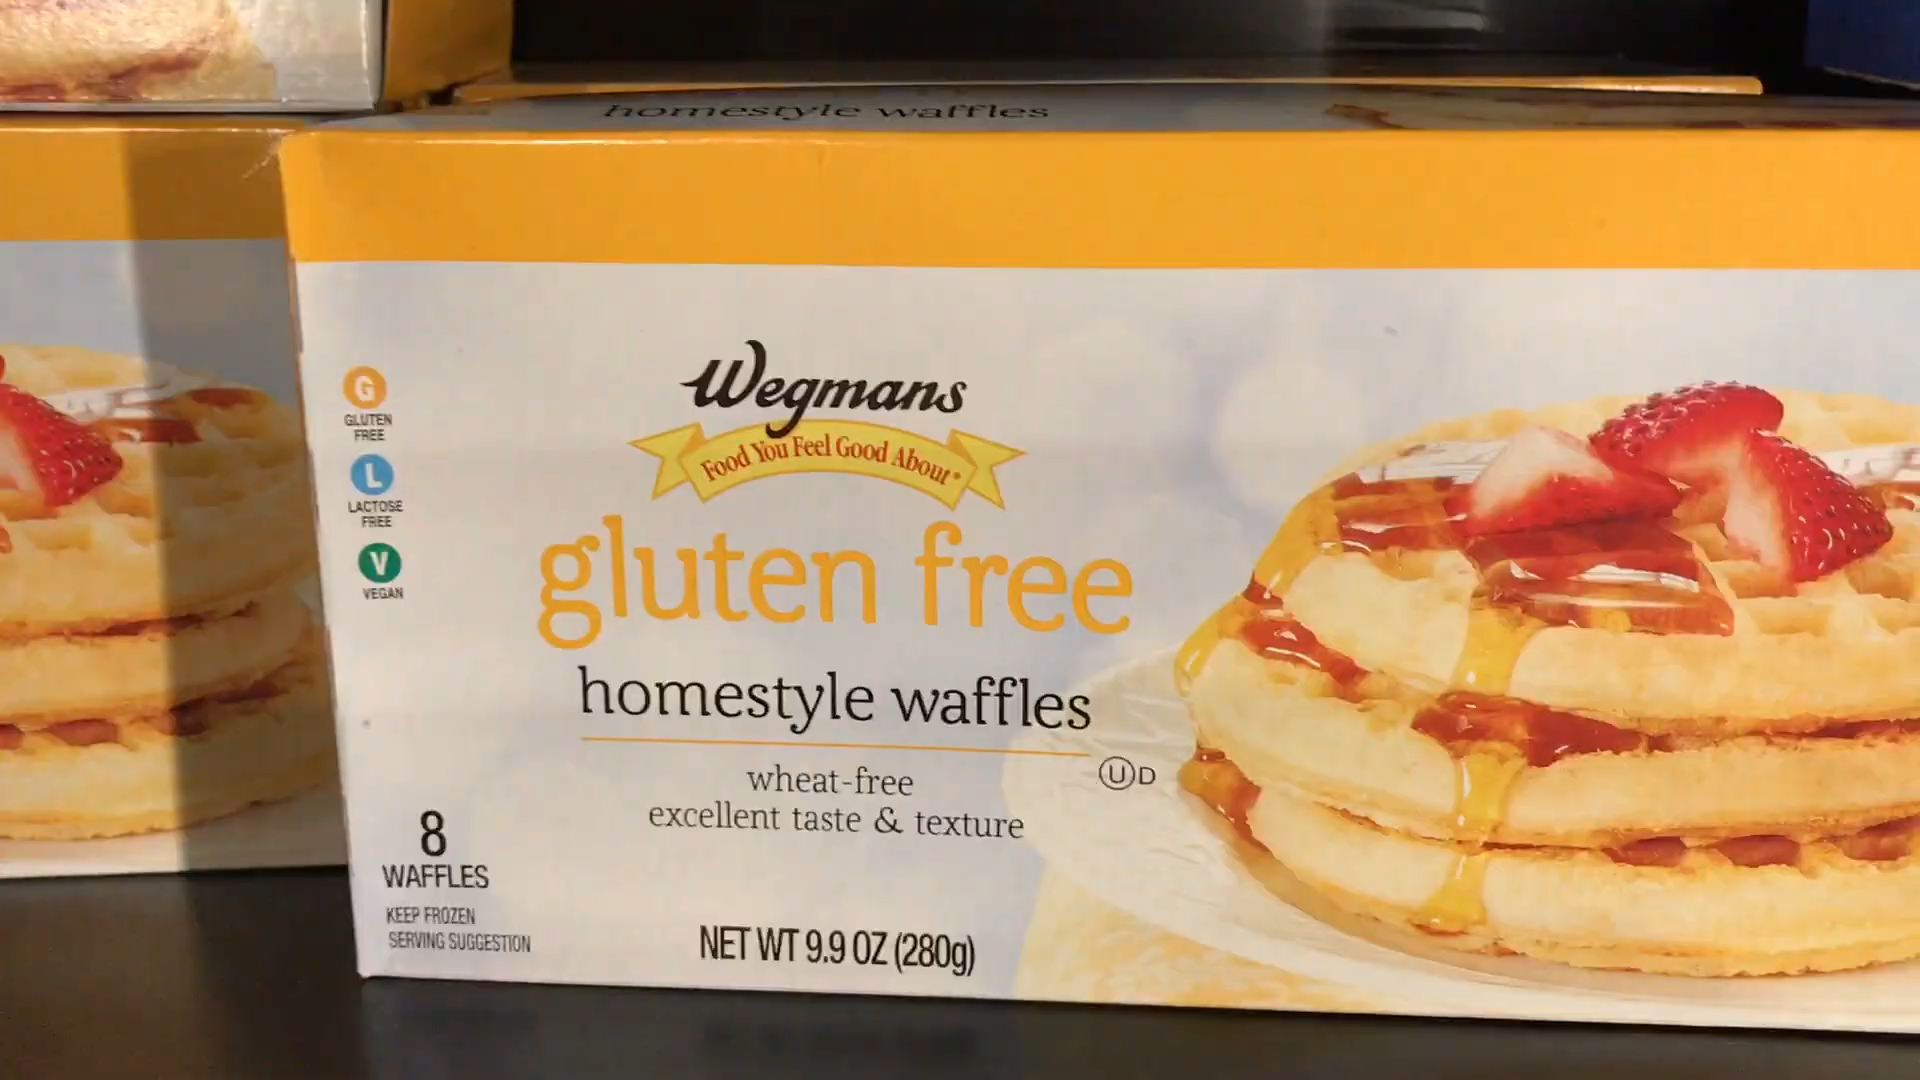 homestyle waffles
Wegmans
Food You Feel Good About®
gluten free
homestyle waffles
wheat-free
excellent taste & texture
U D
G
GLUTEN
FREE
L
LACTOSE
FREE
V
VEGAN
8
WAFFLES
KEEP FROZEN
SERVING SUGGESTION
NET WT 9.9 OZ (280g)